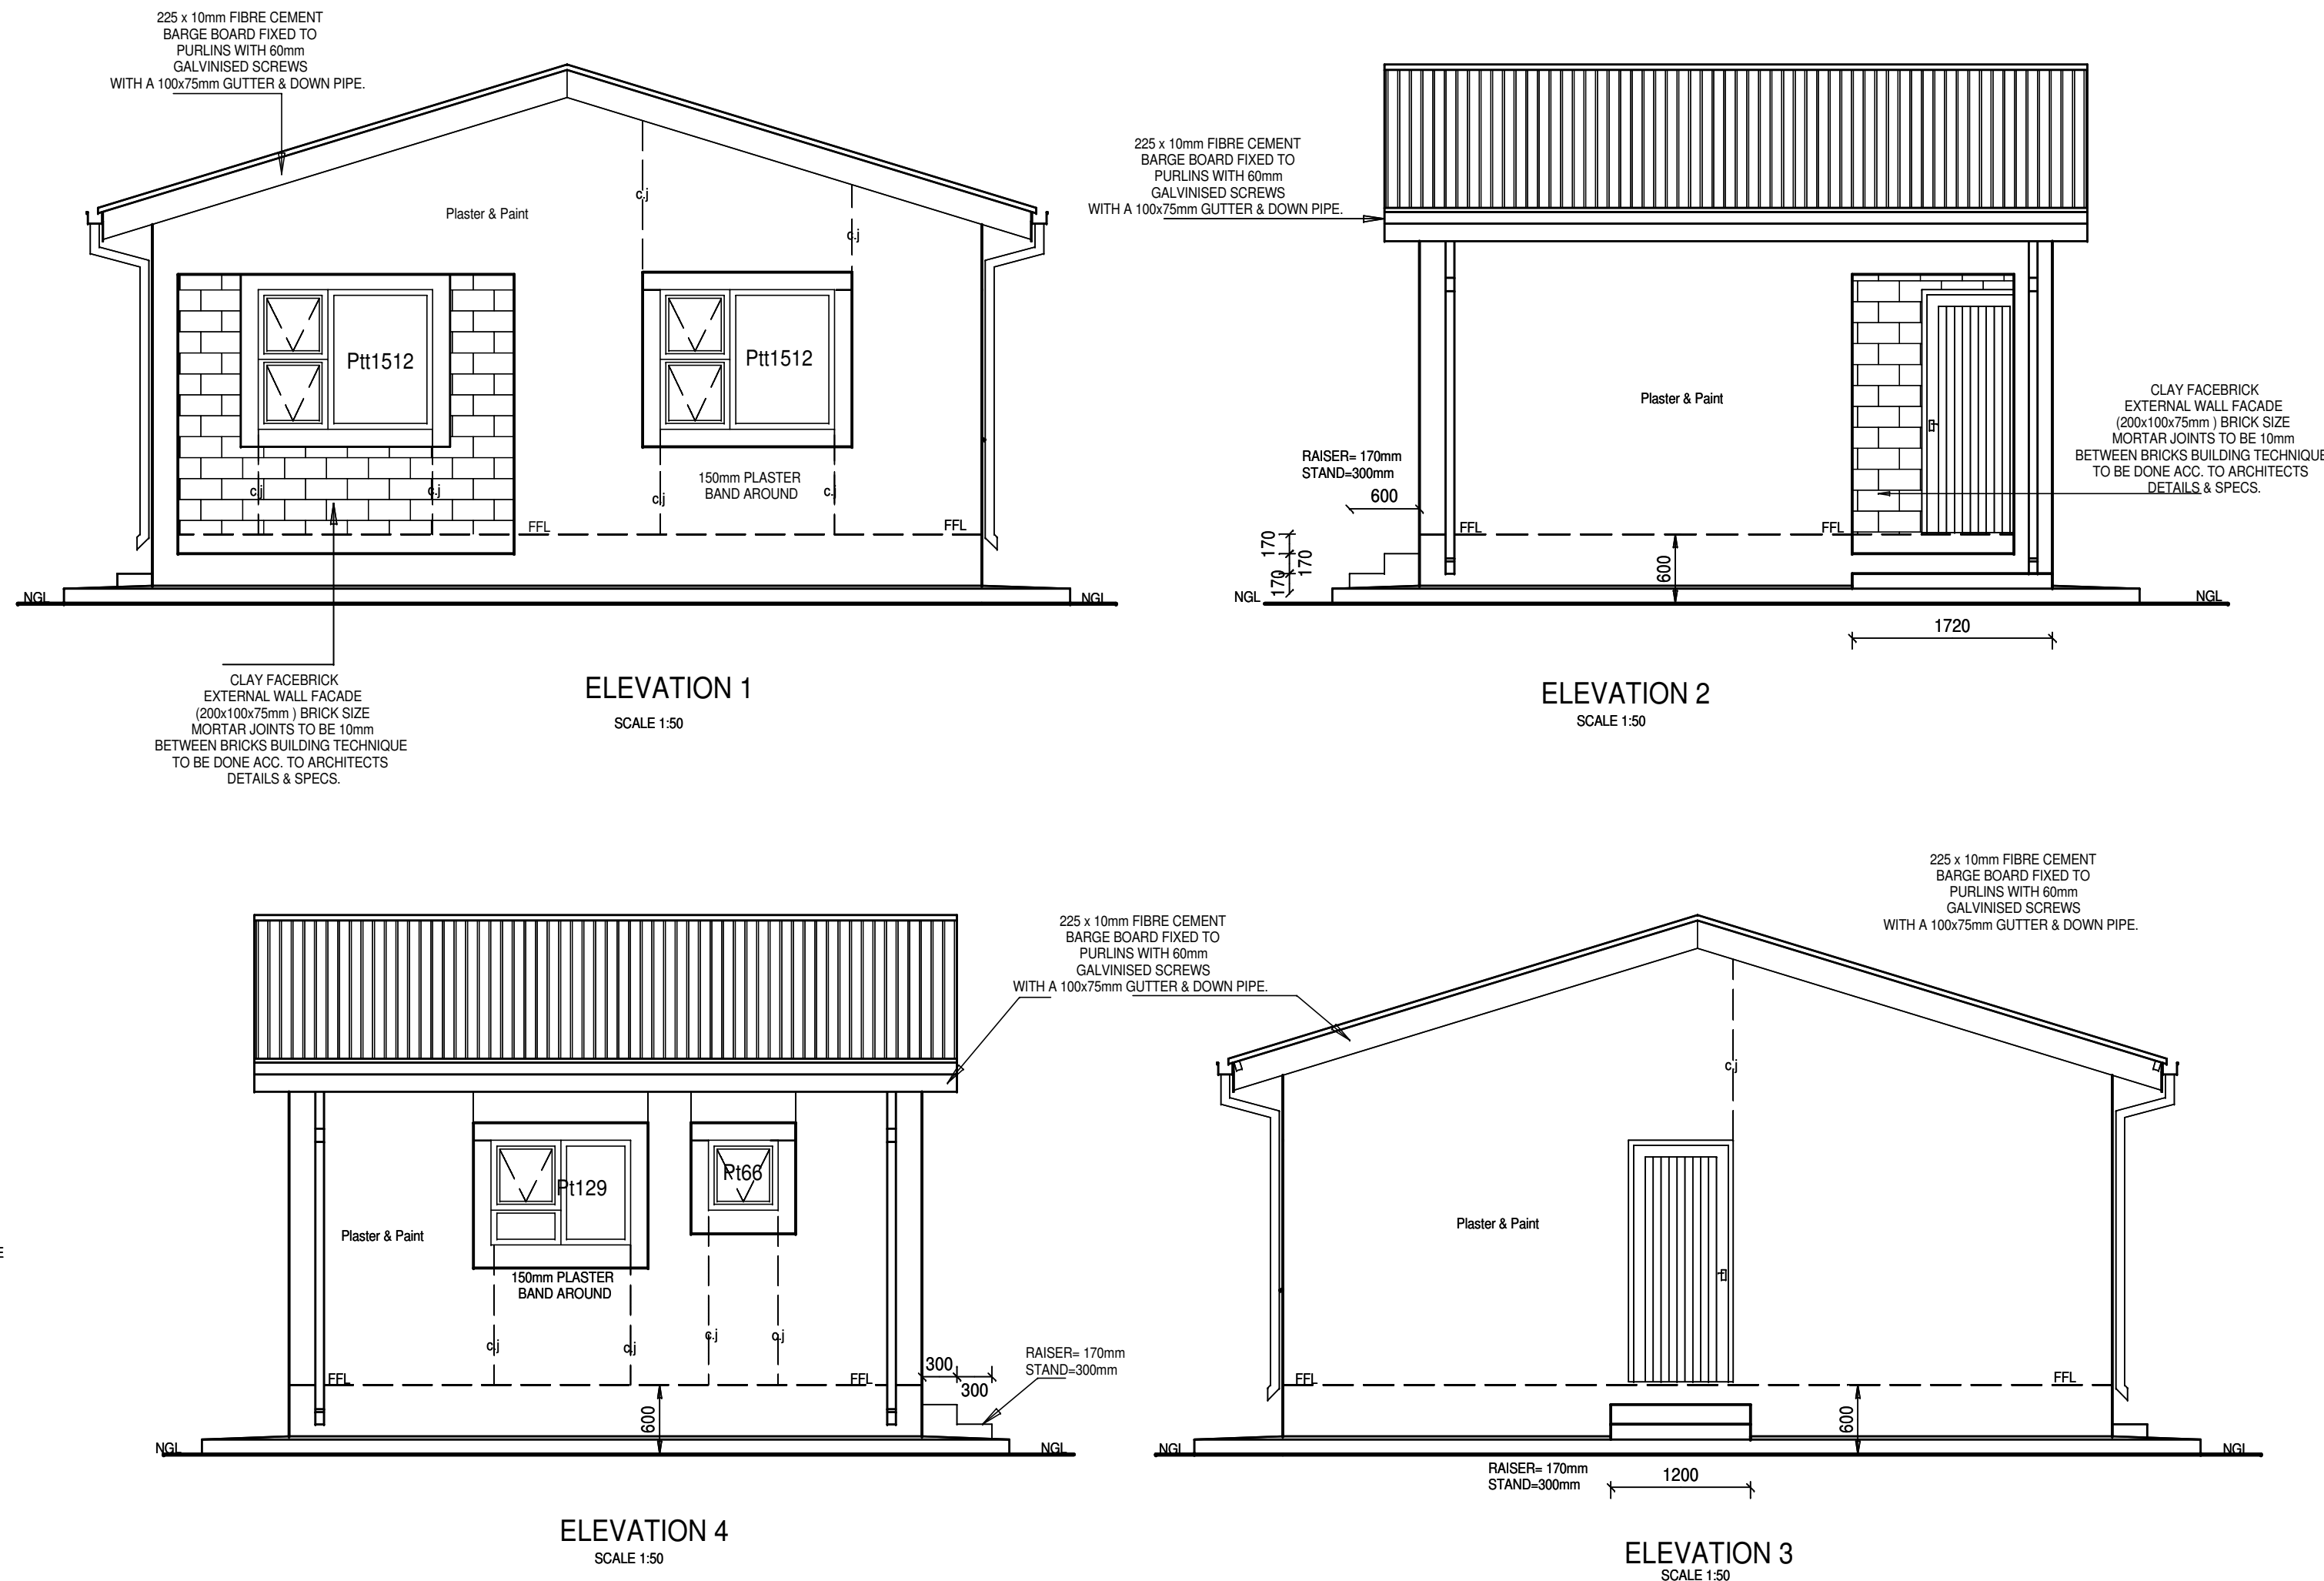 225 x 10mm FIBRE CEMENT
BARGE BOARD FIXED TO
PURLINS WITH 60mm
GALVINISED SCREWS
WITH A 100x75mm GUTTER & DOWN PIPE.
Plaster & Paint
c.j
c.j
Ptt1512
Ptt1512
c.j
c.j
c.j
c.j
150mm PLASTER
BAND AROUND
FFL
FFL
NGL
NGL
CLAY FACEBRICK
EXTERNAL WALL FACADE
(200x100x75mm ) BRICK SIZE
MORTAR JOINTS TO BE 10mm
BETWEEN BRICKS BUILDING TECHNIQUE
TO BE DONE ACC. TO ARCHITECTS
DETAILS & SPECS.
ELEVATION 1
SCALE 1:50
225 x 10mm FIBRE CEMENT
BARGE BOARD FIXED TO
PURLINS WITH 60mm
GALVINISED SCREWS
WITH A 100x75mm GUTTER & DOWN PIPE.
Plaster & Paint
CLAY FACEBRICK
EXTERNAL WALL FACADE
(200x100x75mm ) BRICK SIZE
MORTAR JOINTS TO BE 10mm
BETWEEN BRICKS BUILDING TECHNIQUE
TO BE DONE ACC. TO ARCHITECTS
DETAILS & SPECS.
RAISER= 170mm
STAND=300mm
600
FFL
FFL
170
170
170
600
NGL
NGL
1720
ELEVATION 2
SCALE 1:50
225 x 10mm FIBRE CEMENT
BARGE BOARD FIXED TO
PURLINS WITH 60mm
GALVINISED SCREWS
WITH A 100x75mm GUTTER & DOWN PIPE.
Pt129
Pt66
Plaster & Paint
150mm PLASTER
BAND AROUND
c.j
c.j
c.j
c.j
RAISER= 170mm
STAND=300mm
300
300
FFL
FFL
600
NGL
NGL
ELEVATION 4
SCALE 1:50
225 x 10mm FIBRE CEMENT
BARGE BOARD FIXED TO
PURLINS WITH 60mm
GALVINISED SCREWS
WITH A 100x75mm GUTTER & DOWN PIPE.
c.j
Plaster & Paint
FFL
FFL
600
NGL
NGL
RAISER= 170mm
STAND=300mm
1200
ELEVATION 3
SCALE 1:50